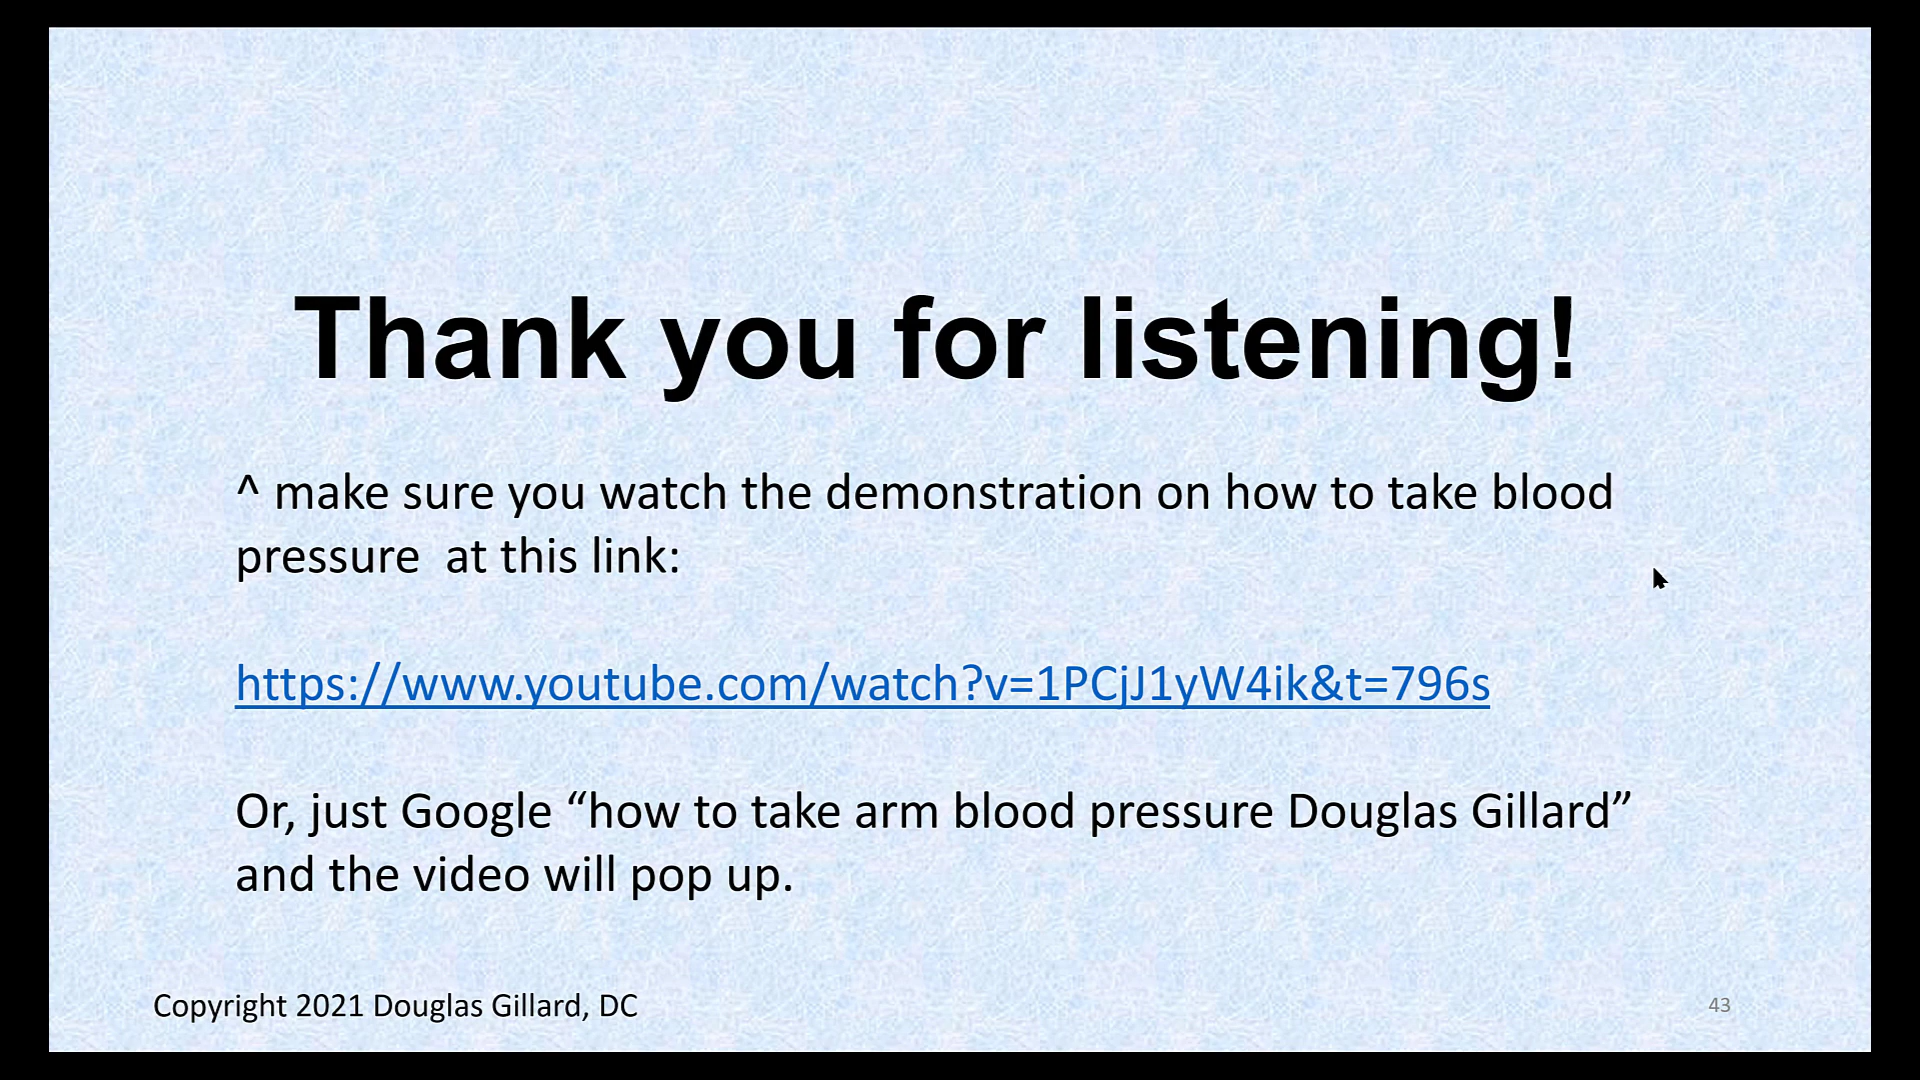 Thank you for listening!
^ make sure you watch the demonstration on how to take blood
pressure  at this link:
https://www.youtube.com/watch?v=1PCjJ1yW4ik&t=796s
Or, just Google “how to take arm blood pressure Douglas Gillard”
and the video will pop up.
Copyright 2021 Douglas Gillard, DC
43